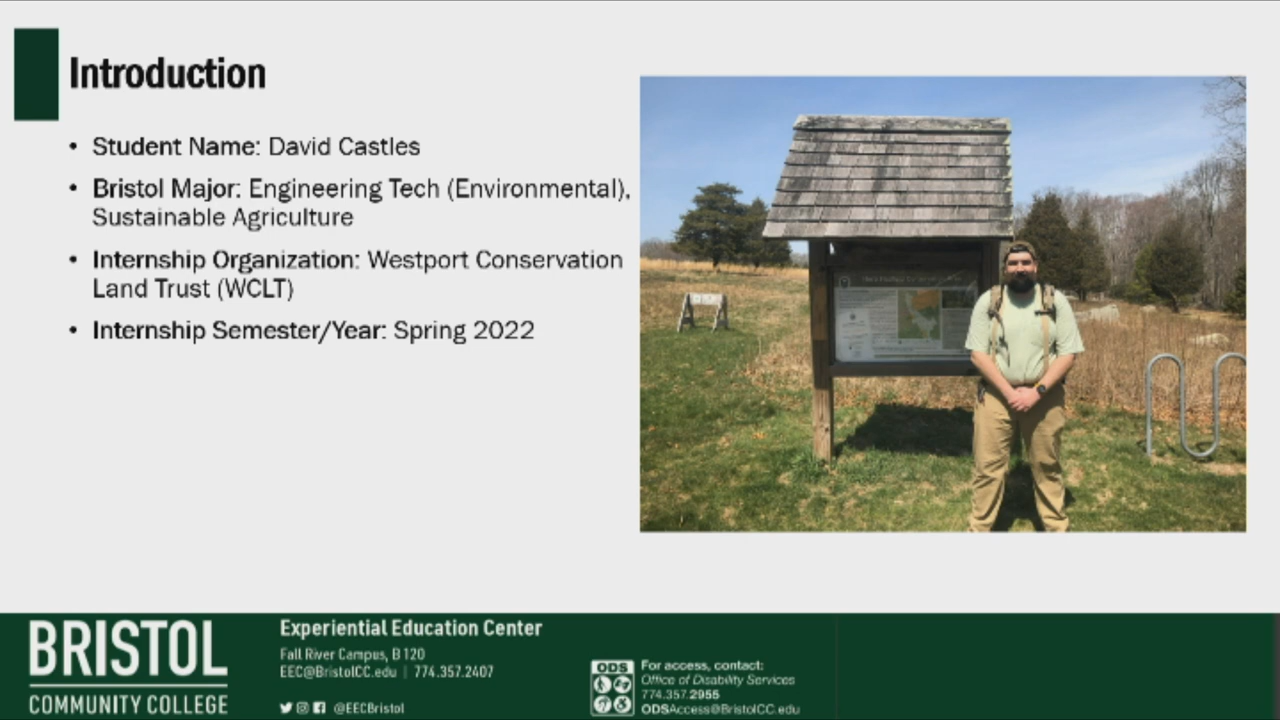 Introduction
• Student Name: David Castles
• Bristol Major: Engineering Tech (Environmental),
Sustainable Agriculture
• Internship Organization: Westport Conservation
Land Trust (WCLT)
• Internship Semester/Year: Spring 2022
BRISTOL
COMMUNITY COLLEGE
Experiential Education Center
Fall River Campus, B 120
EEC@BristolCC.edu | 774.357.2407
@EECBristol
ODS
For access, contact:
Office of Disability Services
774.357.2955
ODSAccess@BristolCC.edu